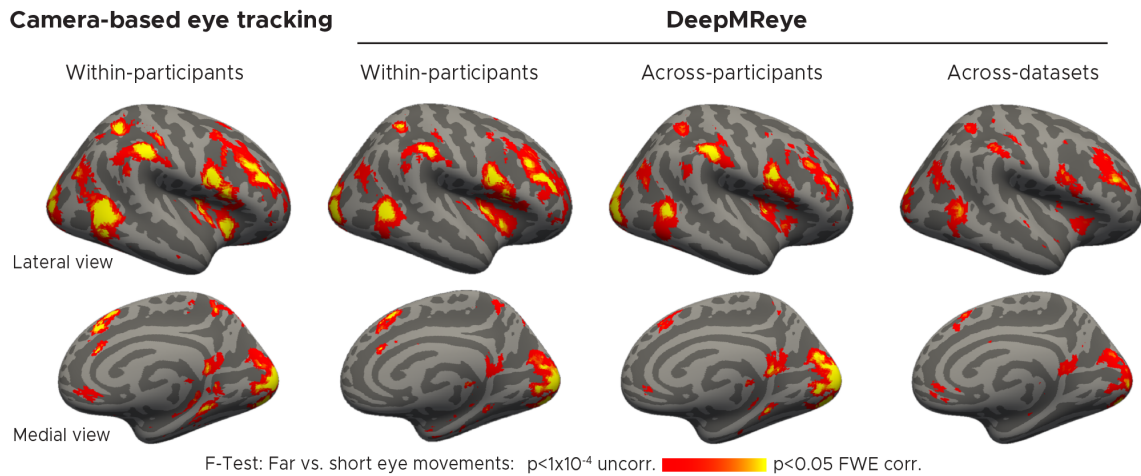 Camera-based eye tracking
DeepMReye
Within-participants
Within-participants
Across-participants
Across-datasets
Lateral view
Medial view
F-Test: Far vs. short eye movements: p<1x10⁻⁴ uncorr. p<0.05 FWE corr.